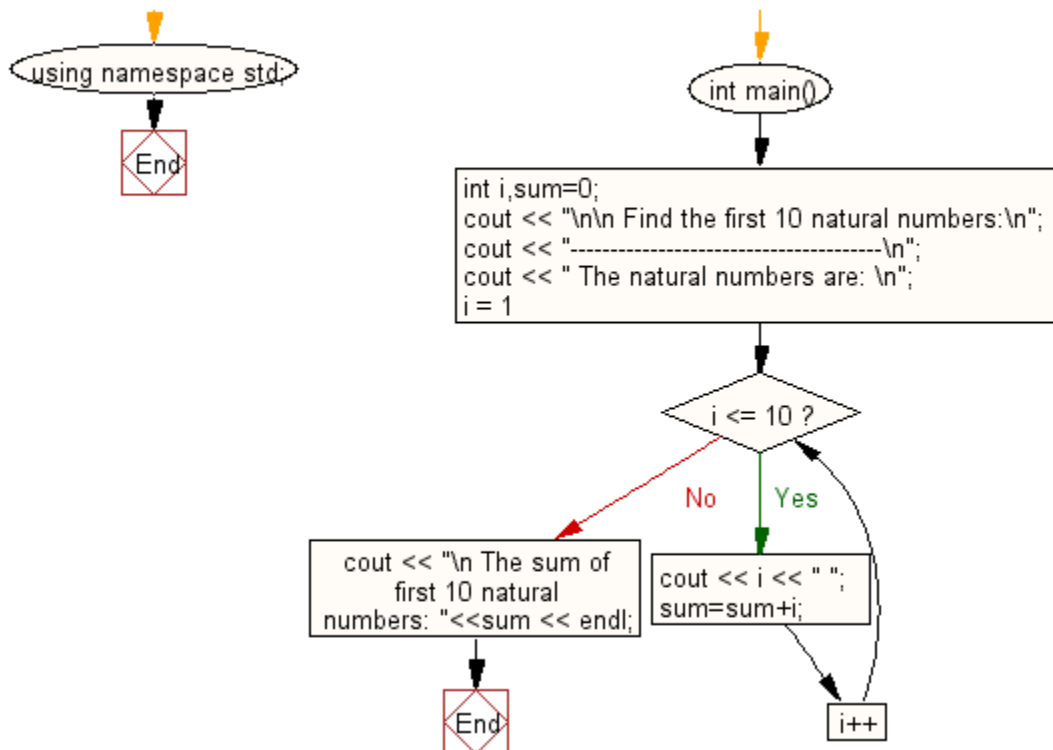 using namespace std;
End
int main()
int i,sum=0;
cout << "\n\n Find the first 10 natural numbers:\n";
cout << "---------------------------------------\n";
cout << " The natural numbers are: \n";
i = 1
i <= 10 ?
No
Yes
cout << "\n The sum of
first 10 natural
numbers: "<<sum << endl;
cout << i << " ";
sum=sum+i;
End
i++